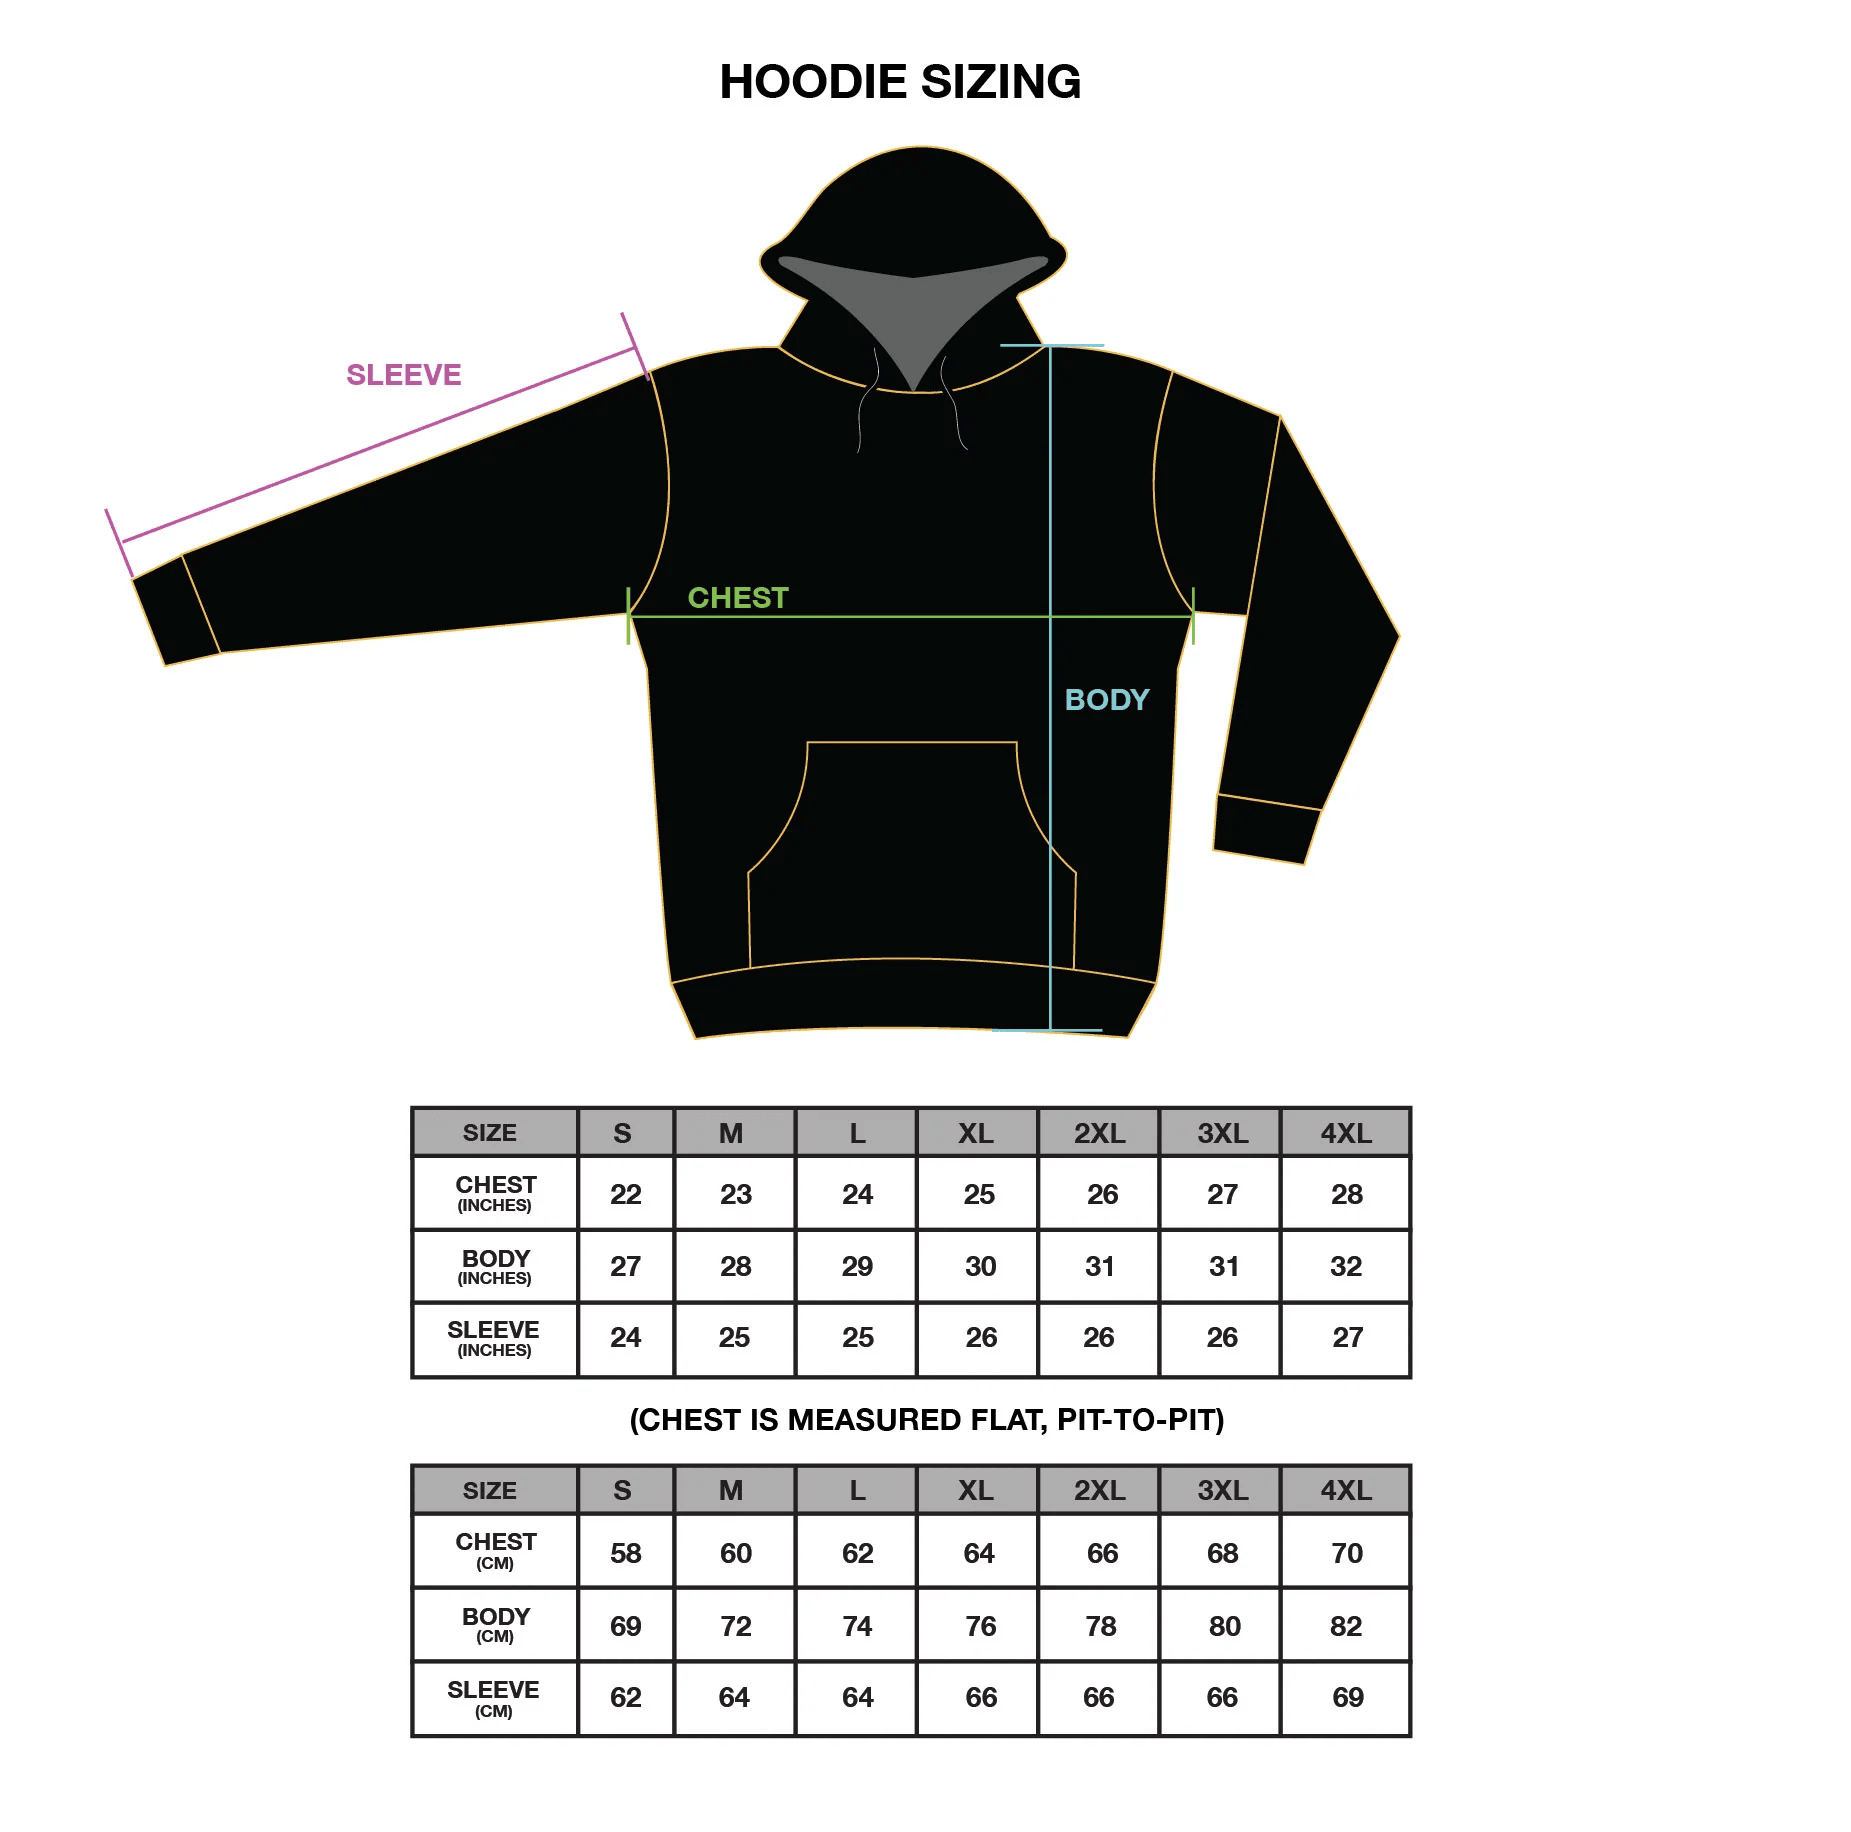 HOODIE SIZING
SLEEVE
CHEST
BODY
SIZE S M L XL 2XL 3XL 4XL
CHEST
(INCHES) 22 23 24 25 26 27 28
BODY
(INCHES) 27 28 29 30 31 31 32
SLEEVE
(INCHES) 24 25 25 26 26 26 27
(CHEST IS MEASURED FLAT, PIT-TO-PIT)
SIZE S M L XL 2XL 3XL 4XL
CHEST
(CM) 58 60 62 64 66 68 70
BODY
(CM) 69 72 74 76 78 80 82
SLEEVE
(CM) 62 64 64 66 66 66 69